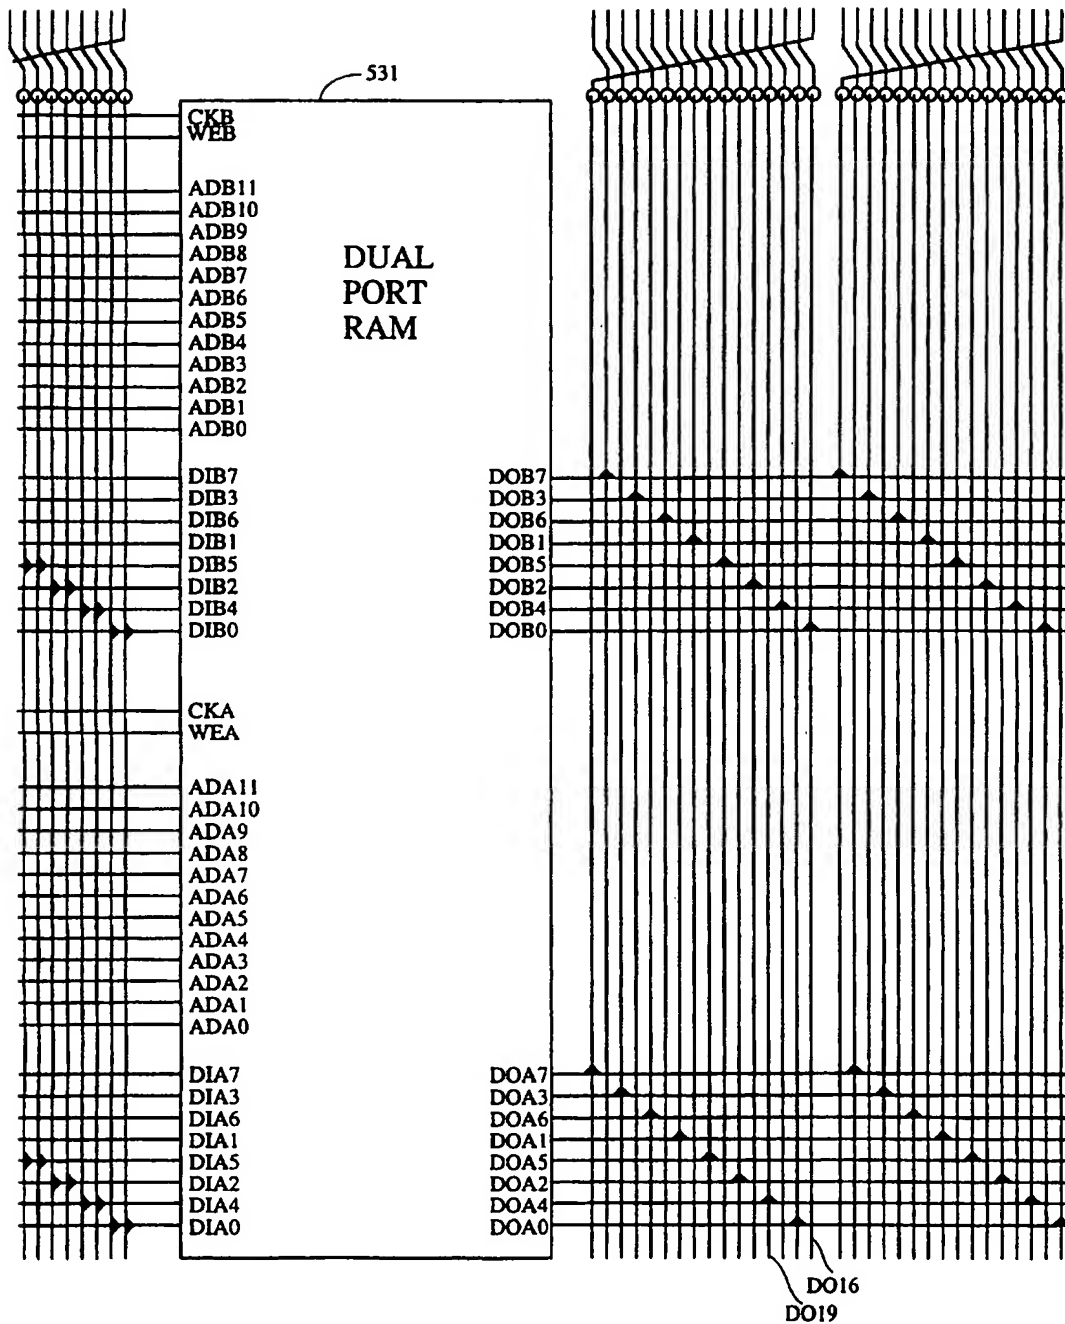 531
CKB
WEB
DUAL
PORT
RAM
ADB11
ADB10
ADB9
ADB8
ADB7
ADB6
ADB5
ADB4
ADB3
ADB2
ADB1
ADB0
DIB7 DOB7
DIB3 DOB3
DIB6 DOB6
DIB1 DOB1
DIB5 DOB5
DIB2 DOB2
DIB4 DOB4
DIB0 DOB0
CKA
WEA
ADA11
ADA10
ADA9
ADA8
ADA7
ADA6
ADA5
ADA4
ADA3
ADA2
ADA1
ADA0
DIA7 DOA7
DIA3 DOA3
DIA6 DOA6
DIA1 DOA1
DIA5 DOA5
DIA2 DOA2
DIA4 DOA4
DIA0 DOA0
DO16
DO19